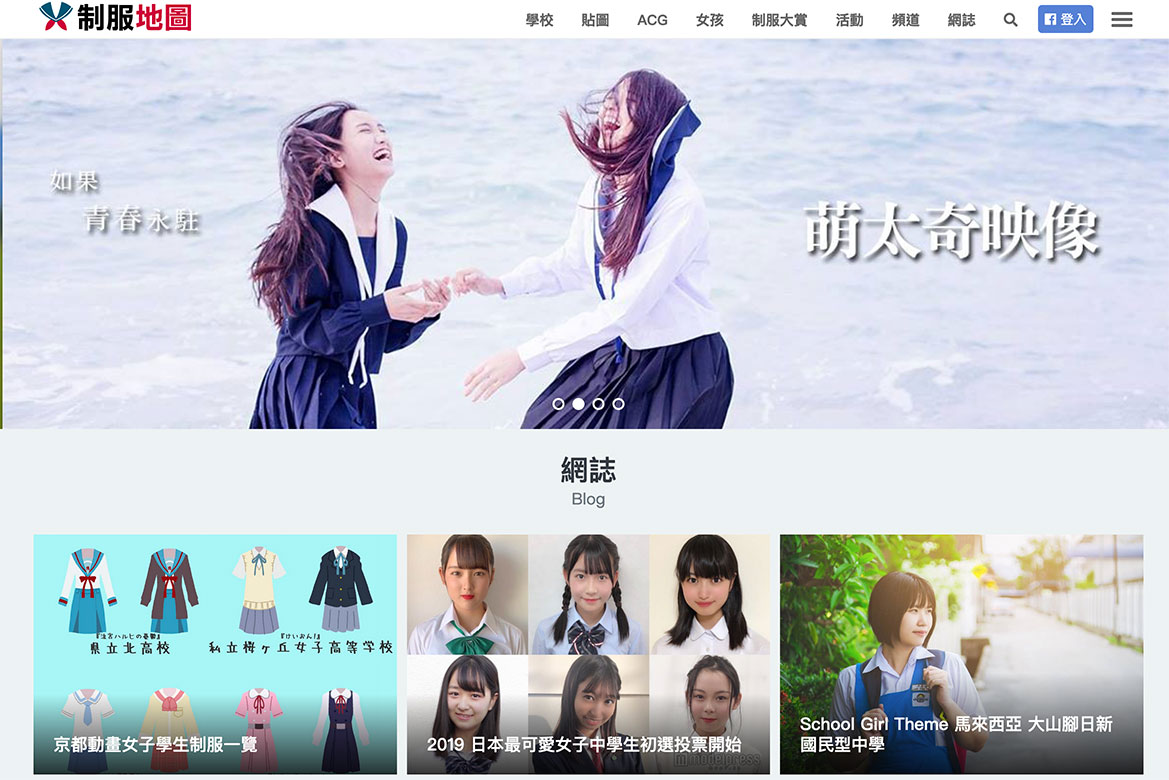 制服地圖
學校 貼圖 ACG 女孩 制服大賞 活動 頻道 網誌 登入
如果
青春永駐
萌太奇映像
網誌
Blog
『涼宮ハルヒの憂鬱』
県立北高校
『けいおん!』
私立桜ヶ丘女子高等学校
京都動畫女子學生制服一覽
2019 日本最可愛女子中學生初選投票開始
modelpress
School Girl Theme 馬來西亞 大山腳日新
國民型中學